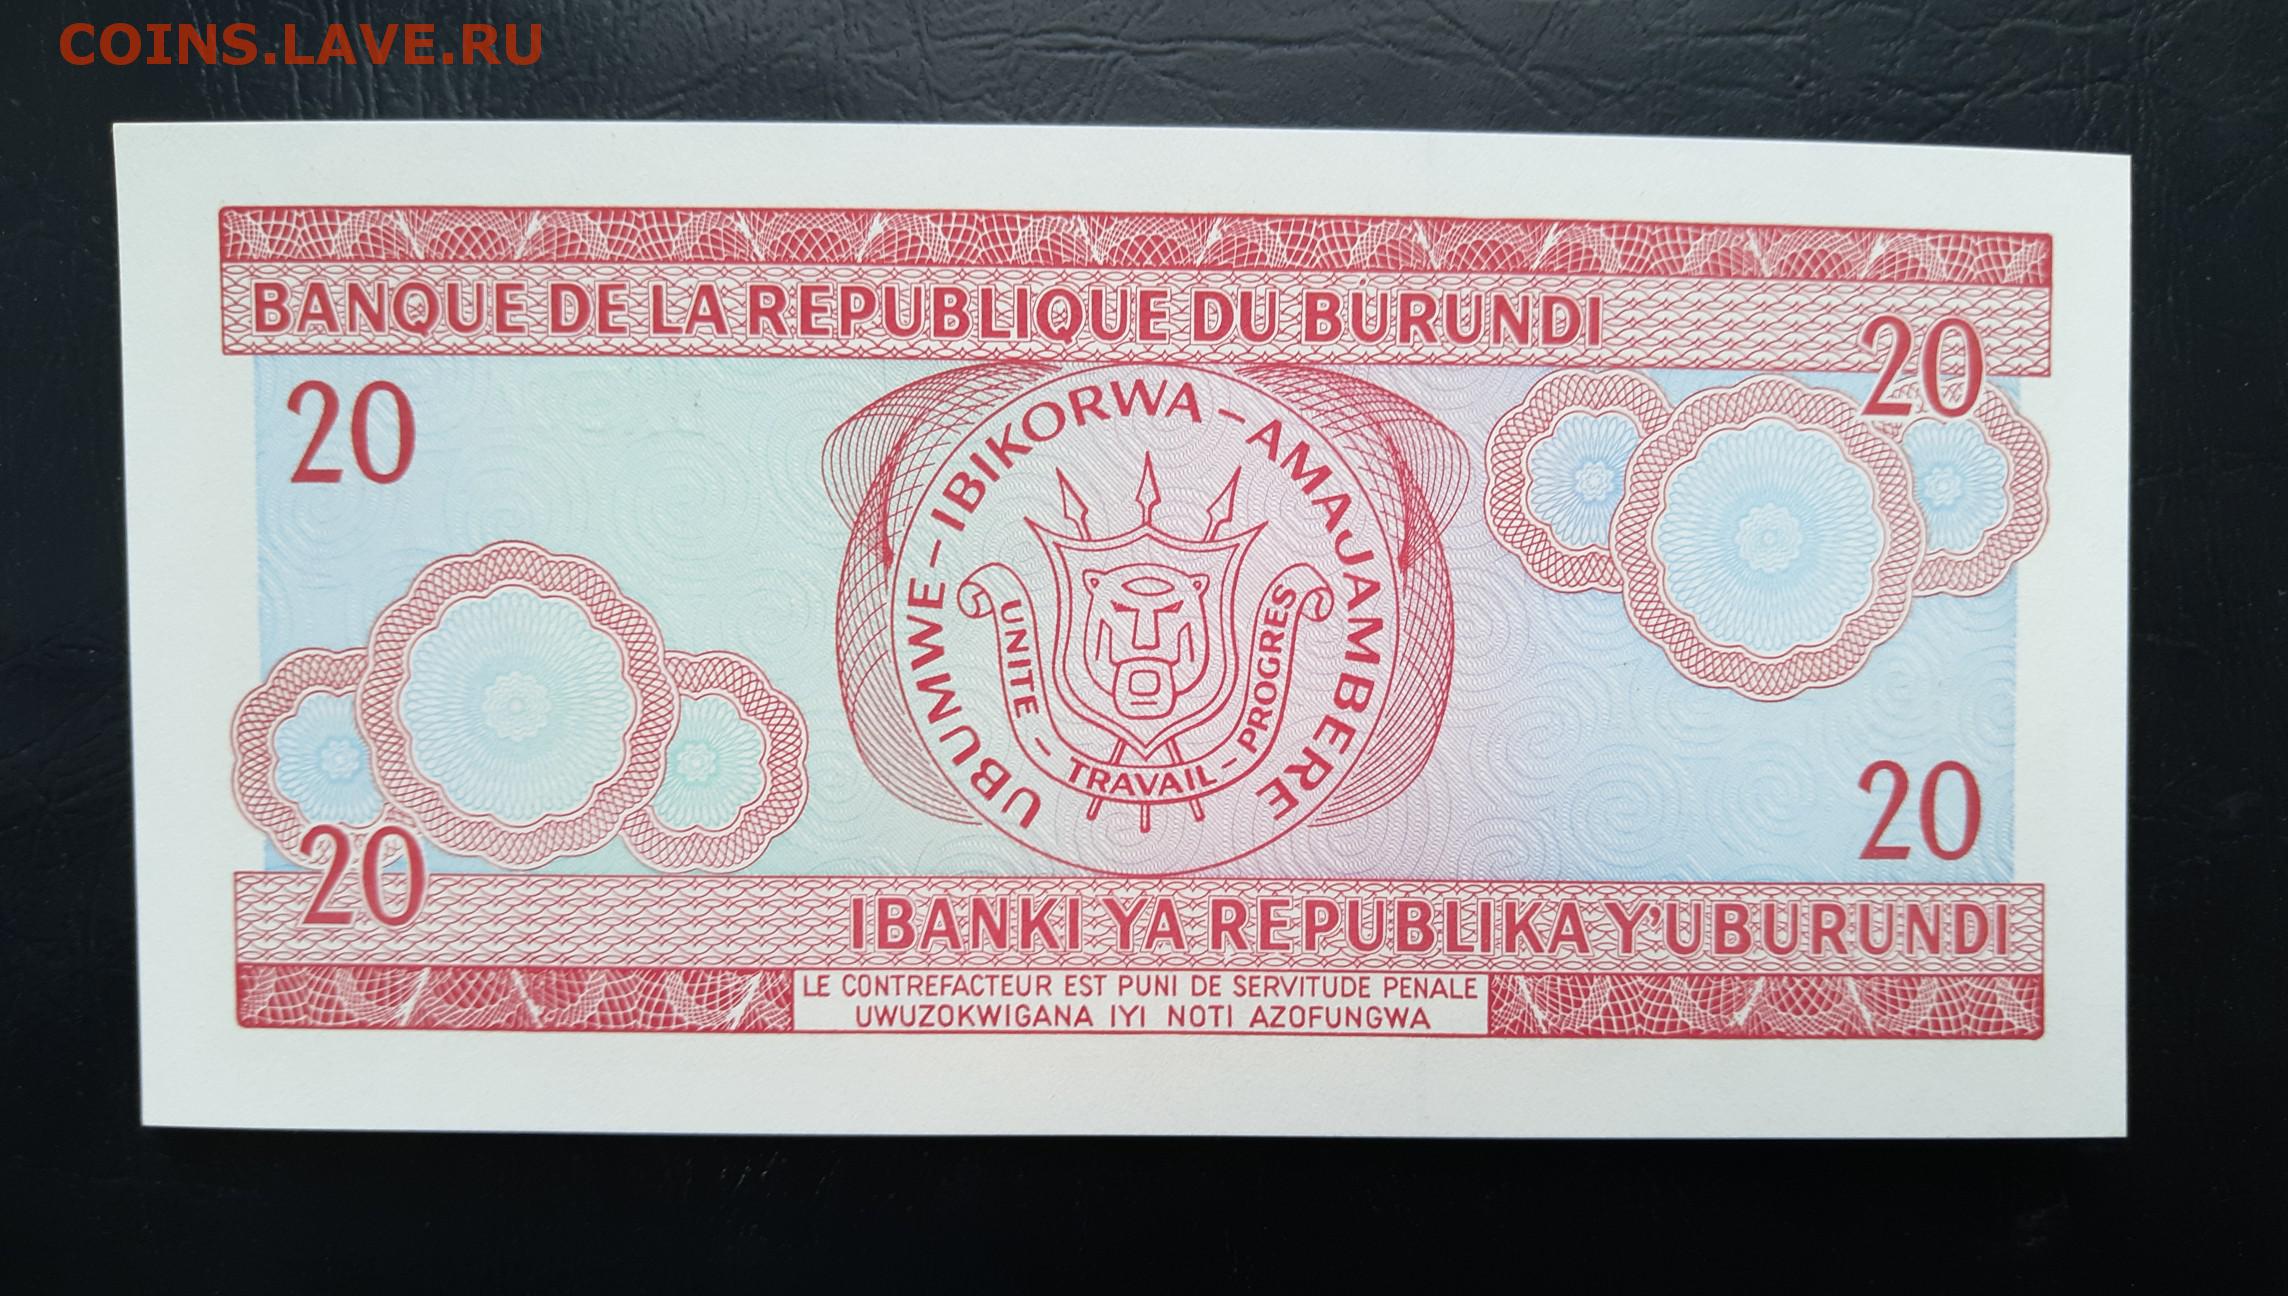 COINS.LAVE.RU
BANQUE DE LA REPUBLIQUE DU BURUNDI
20
20
UBUMWE - IBIKORWA - AMAJAMBERE
UNITE - TRAVAIL - PROGRES
20
20
IBANKI YA REPUBLIKA Y'UBURUNDI
LE CONTREFACTEUR EST PUNI DE SERVITUDE PENALE
UWUZOKWIGANA IYI NOTI AZOFUNGWA